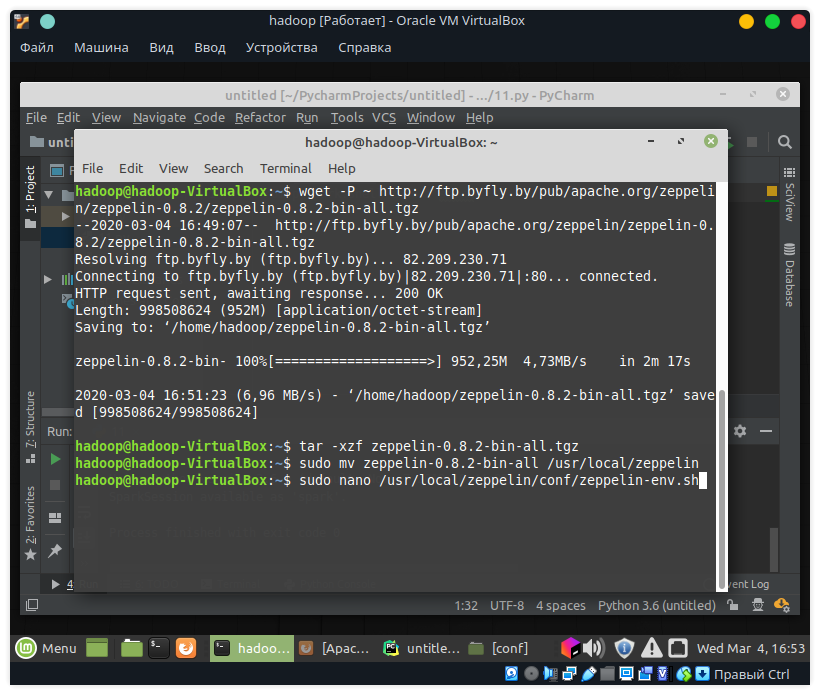 hadoop [Работает] - Oracle VM VirtualBox
Файл Машина Вид Ввод Устройства Справка
untitled [~/PycharmProjects/untitled] - .../11.py - PyCharm
File Edit View Navigate Code Refactor Run Tools VCS Window Help
unti
hadoop@hadoop-VirtualBox: ~
File Edit View Search Terminal Help
1: Project
SciView
Database
7: Structure
2: Favorites
hadoop@hadoop-VirtualBox:~$ wget -P ~ http://ftp.byfly.by/pub/apache.org/zeppeli
n/zeppelin-0.8.2/zeppelin-0.8.2-bin-all.tgz
--2020-03-04 16:49:07--  http://ftp.byfly.by/pub/apache.org/zeppelin/zeppelin-0.
8.2/zeppelin-0.8.2-bin-all.tgz
Resolving ftp.byfly.by (ftp.byfly.by)... 82.209.230.71
Connecting to ftp.byfly.by (ftp.byfly.by)|82.209.230.71|:80... connected.
HTTP request sent, awaiting response... 200 OK
Length: 998508624 (952M) [application/octet-stream]
Saving to: ‘/home/hadoop/zeppelin-0.8.2-bin-all.tgz’
zeppelin-0.8.2-bin- 100%[===================>] 952,25M  4,73MB/s    in 2m 17s
2020-03-04 16:51:23 (6,96 MB/s) - ‘/home/hadoop/zeppelin-0.8.2-bin-all.tgz’ save
d [998508624/998508624]
hadoop@hadoop-VirtualBox:~$ tar -xzf zeppelin-0.8.2-bin-all.tgz
hadoop@hadoop-VirtualBox:~$ sudo mv zeppelin-0.8.2-bin-all /usr/local/zeppelin
hadoop@hadoop-VirtualBox:~$ sudo nano /usr/local/zeppelin/conf/zeppelin-env.sh
Run:
4
vent Log
1:32 UTF-8 4 spaces Python 3.6 (untitled)
Menu hadoo... [Apac... untitle... [conf] Wed Mar 4, 16:53
Правый Ctrl